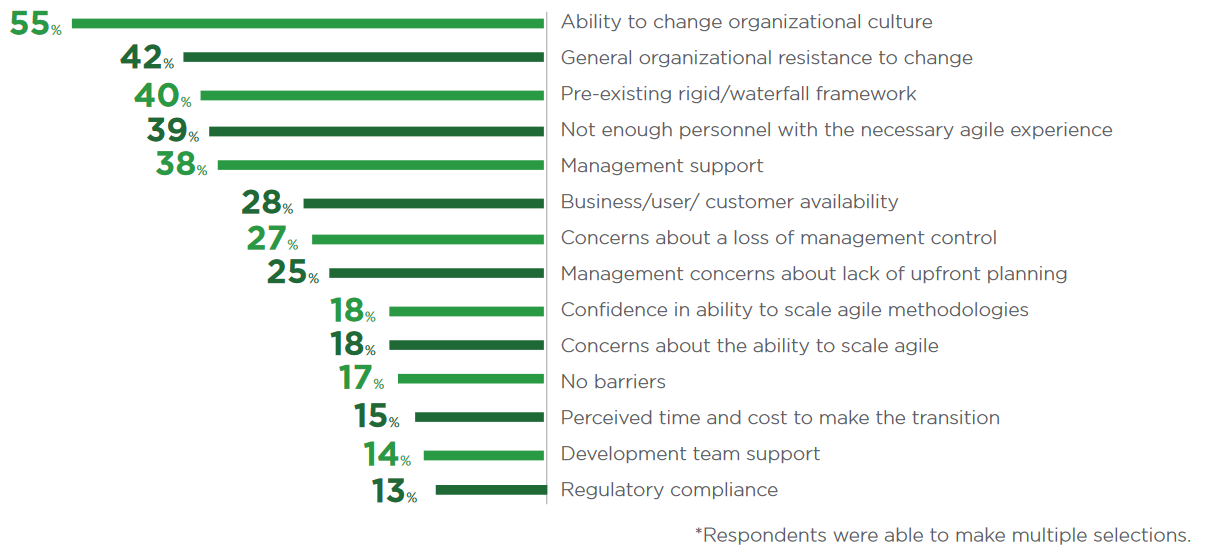 55% Ability to change organizational culture
42% General organizational resistance to change
40% Pre-existing rigid/waterfall framework
39% Not enough personnel with the necessary agile experience
38% Management support
28% Business/user/ customer availability
27% Concerns about a loss of management control
25% Management concerns about lack of upfront planning
18% Confidence in ability to scale agile methodologies
18% Concerns about the ability to scale agile
17% No barriers
15% Perceived time and cost to make the transition
14% Development team support
13% Regulatory compliance
*Respondents were able to make multiple selections.